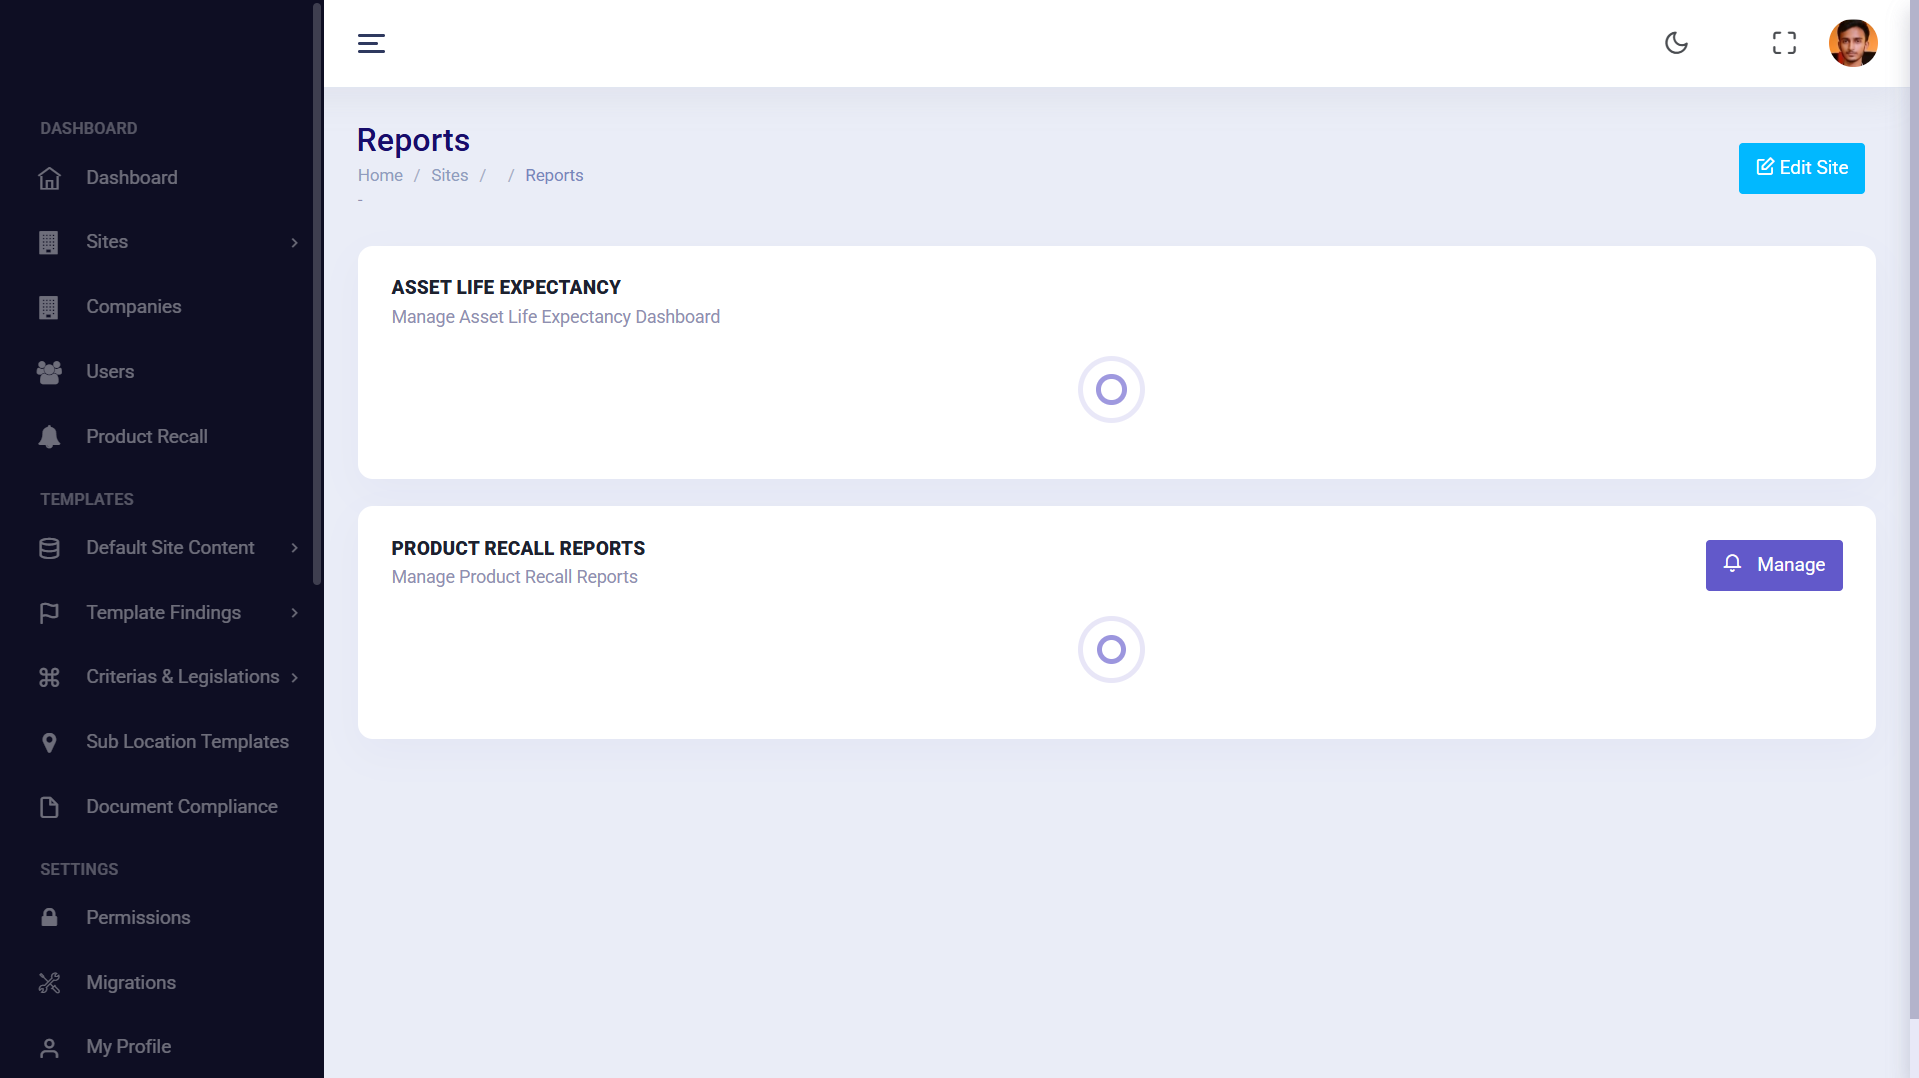 DASHBOARD
Dashboard
Sites
Companies
Users
Product Recall
TEMPLATES
Default Site Content
Template Findings
Criterias & Legislations
Sub Location Templates
Document Compliance
SETTINGS
Permissions
Migrations
My Profile
Reports
Home / Sites / / Reports
-
Edit Site
ASSET LIFE EXPECTANCY
Manage Asset Life Expectancy Dashboard
PRODUCT RECALL REPORTS
Manage Product Recall Reports
Manage